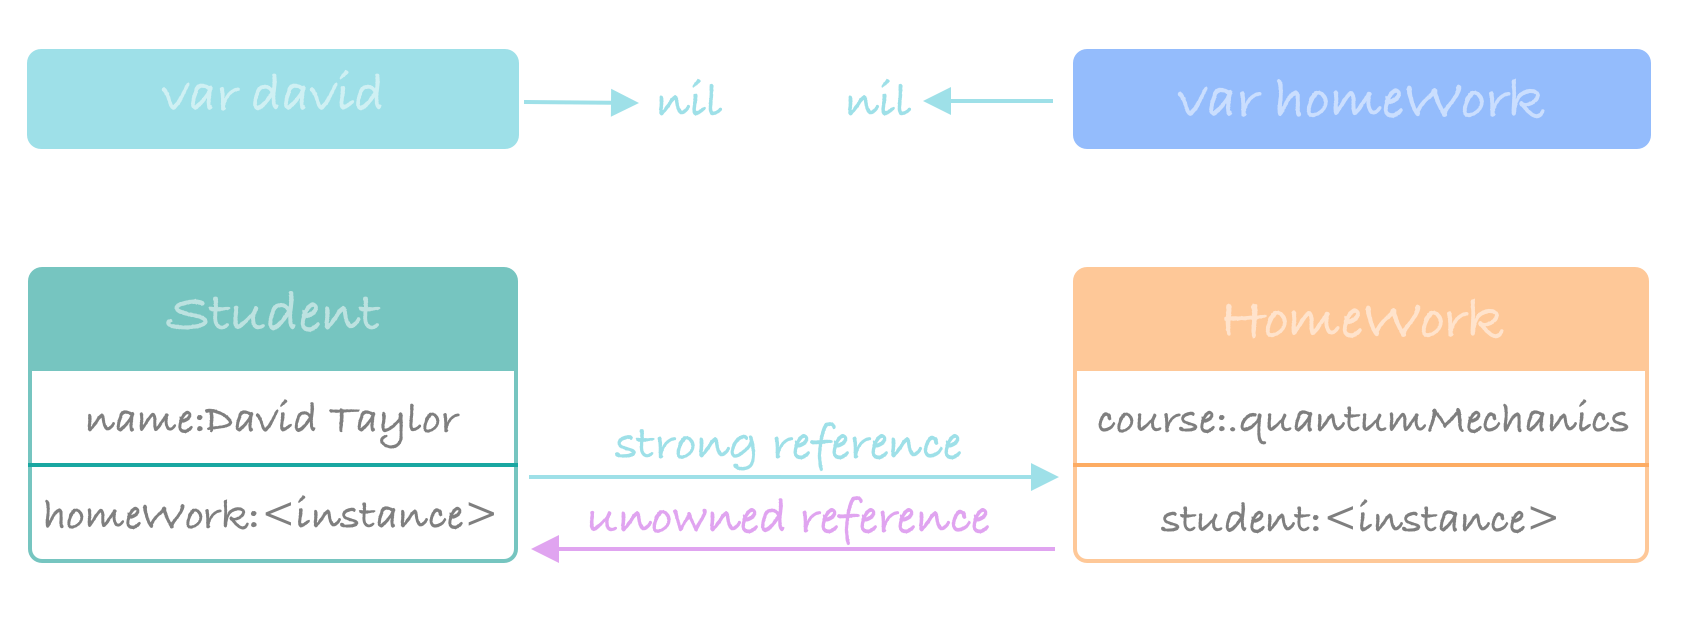 var david
nil
nil
var homeWork
Student
HomeWork
name:David Taylor
course:.quantumMechanics
strong reference
homeWork:<instance>
unowned reference
student:<instance>